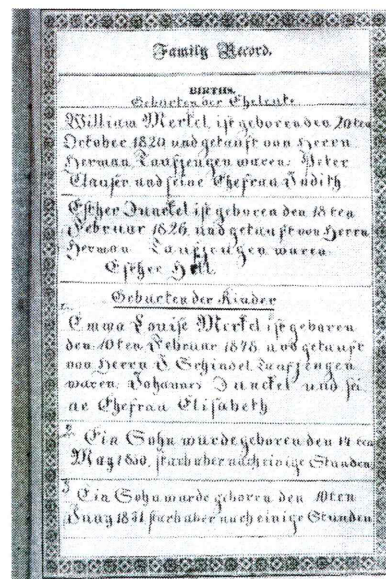 Family Record.
BIRTHS.
Geburten der Eheleute
William Merkel, ist geboren den 20ten
October 1820 und getauft von Herrn
Herman, Taufzeugen waren: Peter
Clauser und seine Ehefrau Judith
Esther Dunckel ist geboren den 18ten
Februar 1826, und getauft von Herrn
Herman Taufzeugen waren
Esther Hill
Geburten der Kinder
1. Emma Louise Merkel ist geboren
den 10ten Februar 1848 und getauft
von Herrn J. Schindel Taufzeugen
waren: Johannes Dunckel und sei
ne Ehefrau Elisabeth
2. Ein Sohn wurde geboren den 14ten
May 1850, starb aber nach einige Stunden
3 Ein Sohn wurde geboren den 10ten
1851 starb aber nach einige Stunden